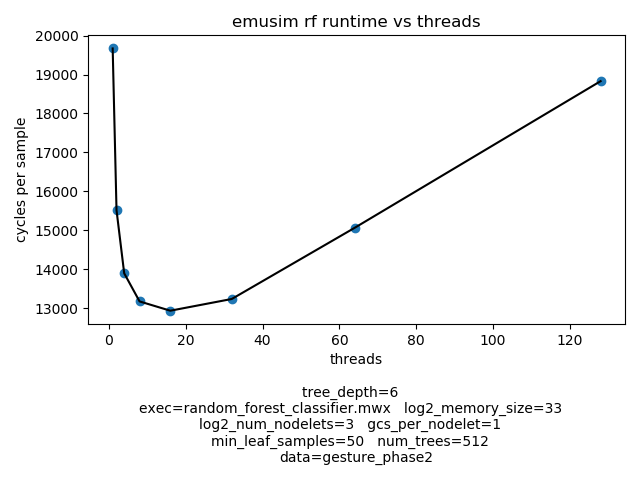 emusim rf runtime vs threads
20000
19000
18000
17000
16000
15000
14000
13000
cycles per sample
0 20 40 60 80 100 120
threads
tree_depth=6
exec=random_forest_classifier.mwx log2_memory_size=33
log2_num_nodelets=3 gcs_per_nodelet=1
min_leaf_samples=50 num_trees=512
data=gesture_phase2